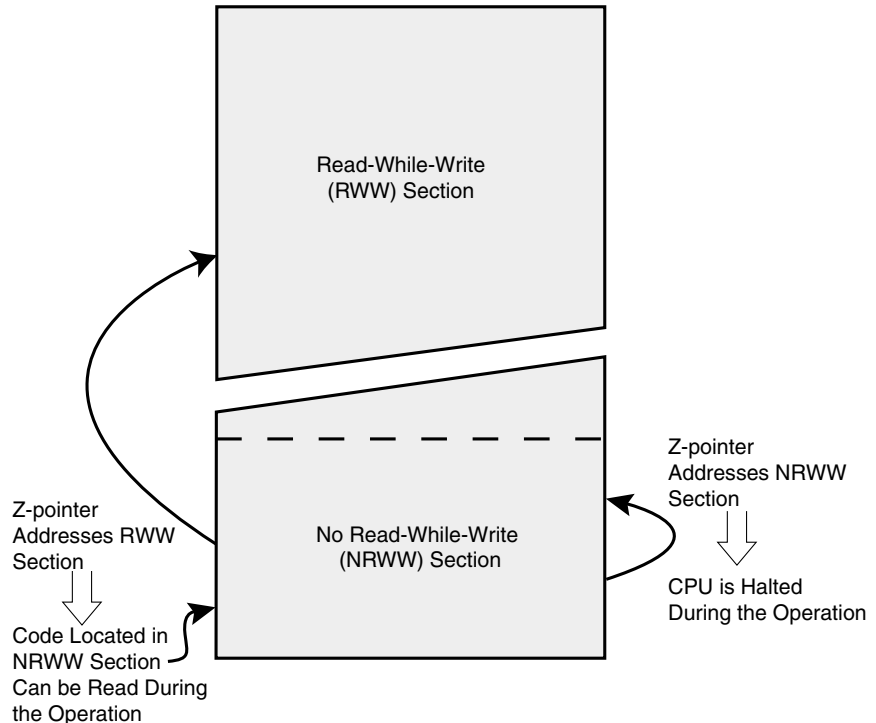 Read-While-Write
(RWW) Section
Z-pointer
Addresses NRWW
Section
Z-pointer
Addresses RWW
Section
No Read-While-Write
(NRWW) Section
CPU is Halted
During the Operation
Code Located in
NRWW Section
Can be Read During
the Operation